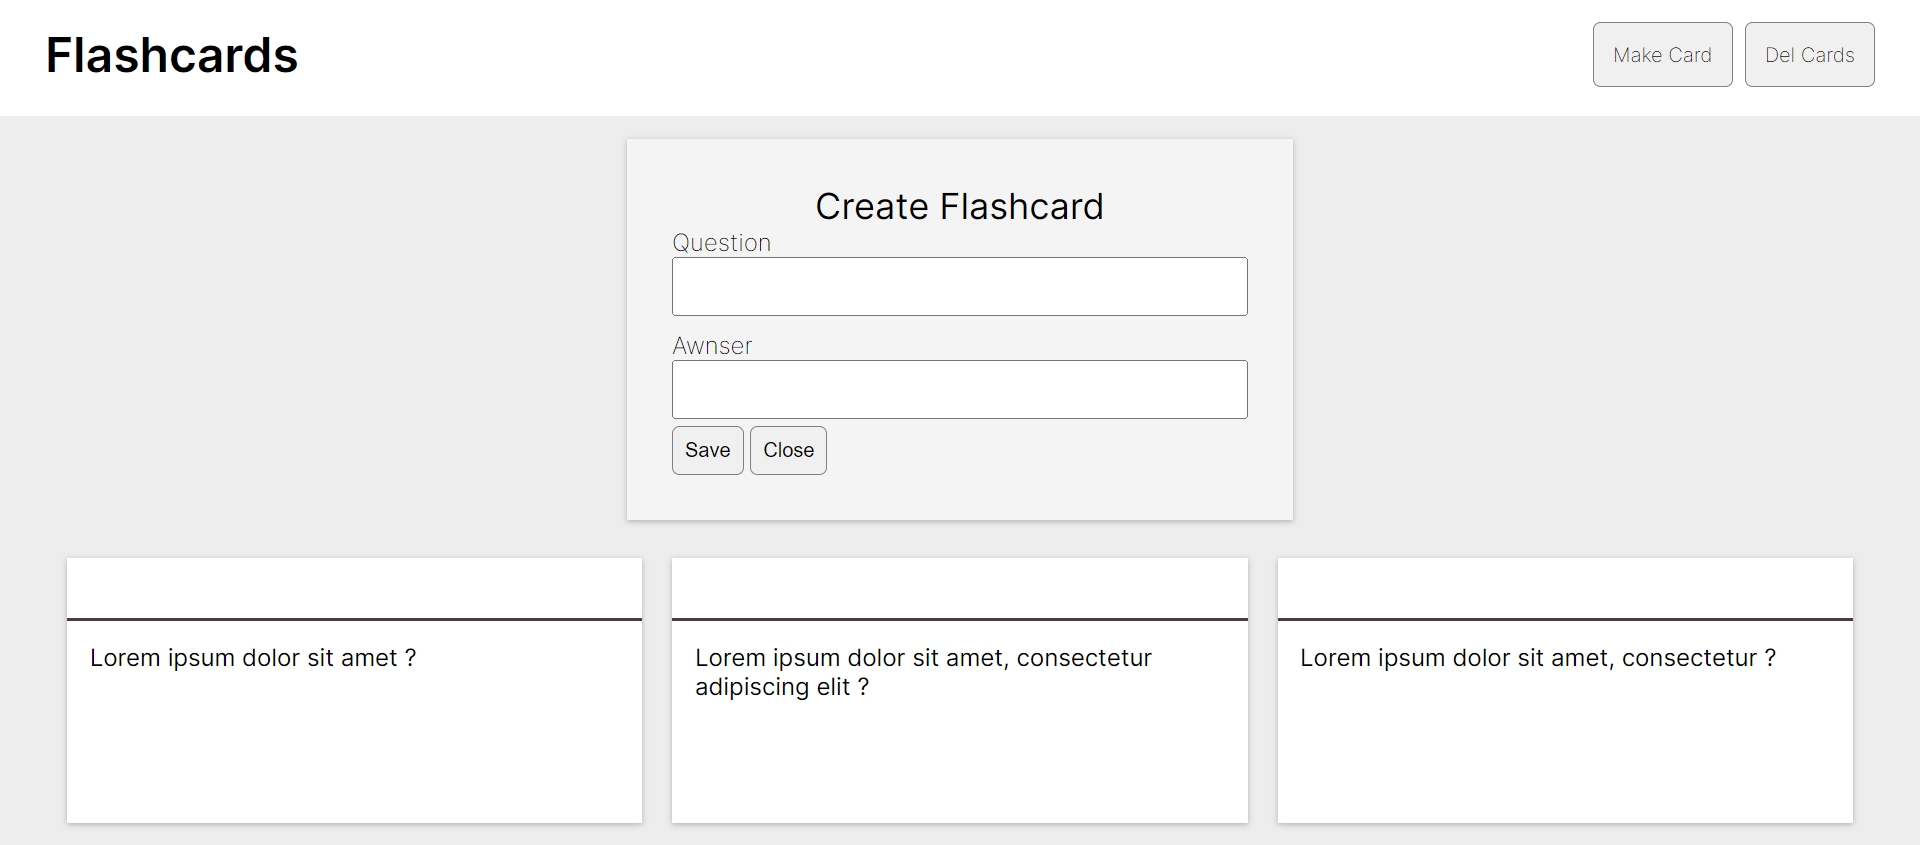 Flashcards
Make Card
Del Cards
Create Flashcard
Question
Awnser
Save
Close
Lorem ipsum dolor sit amet ?
Lorem ipsum dolor sit amet, consectetur
adipiscing elit ?
Lorem ipsum dolor sit amet, consectetur ?